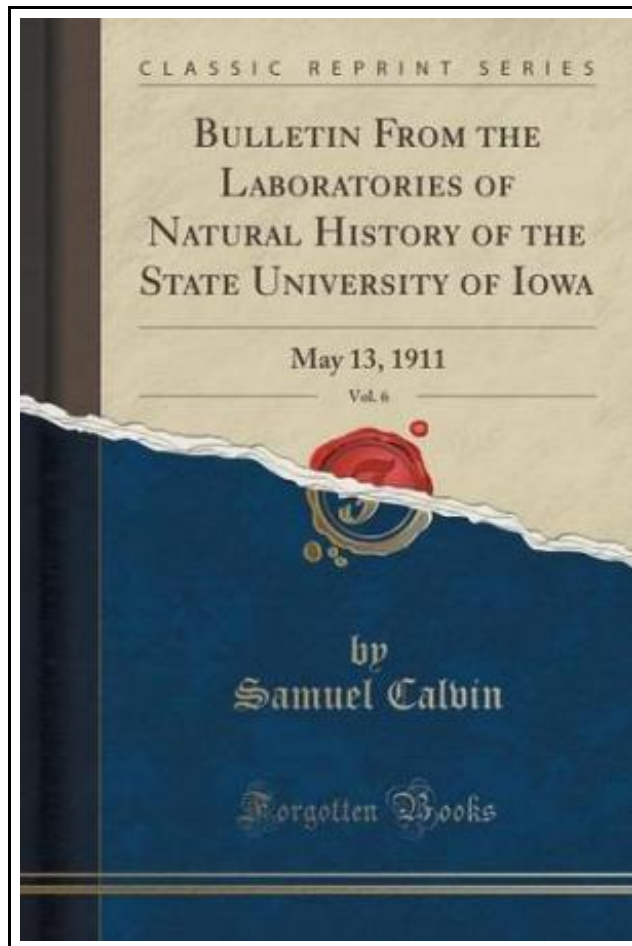 CLASSIC REPRINT SERIES
BULLETIN FROM THE
LABORATORIES OF
NATURAL HISTORY OF THE
STATE UNIVERSITY OF IOWA
May 13, 1911
Vol. 6
by
Samuel Calvin
Forgotten Books